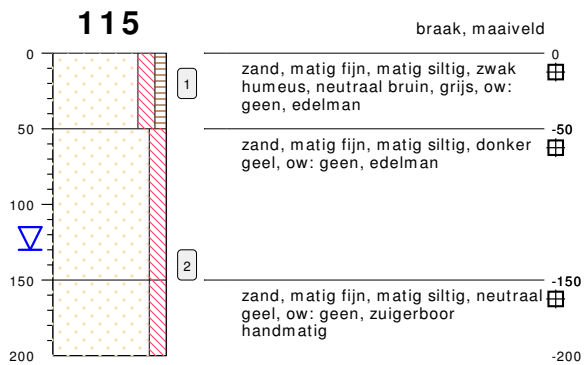 115
braak, maaiveld
0
0
1
zand, matig fijn, matig siltig, zwak
humeus, neutraal bruin, grijs, ow:
geen, edelman
50
-50
zand, matig fijn, matig siltig, donker
geel, ow: geen, edelman
100
2
150
-150
zand, matig fijn, matig siltig, neutraal
geel, ow: geen, zuigerboor
handmatig
200
-200